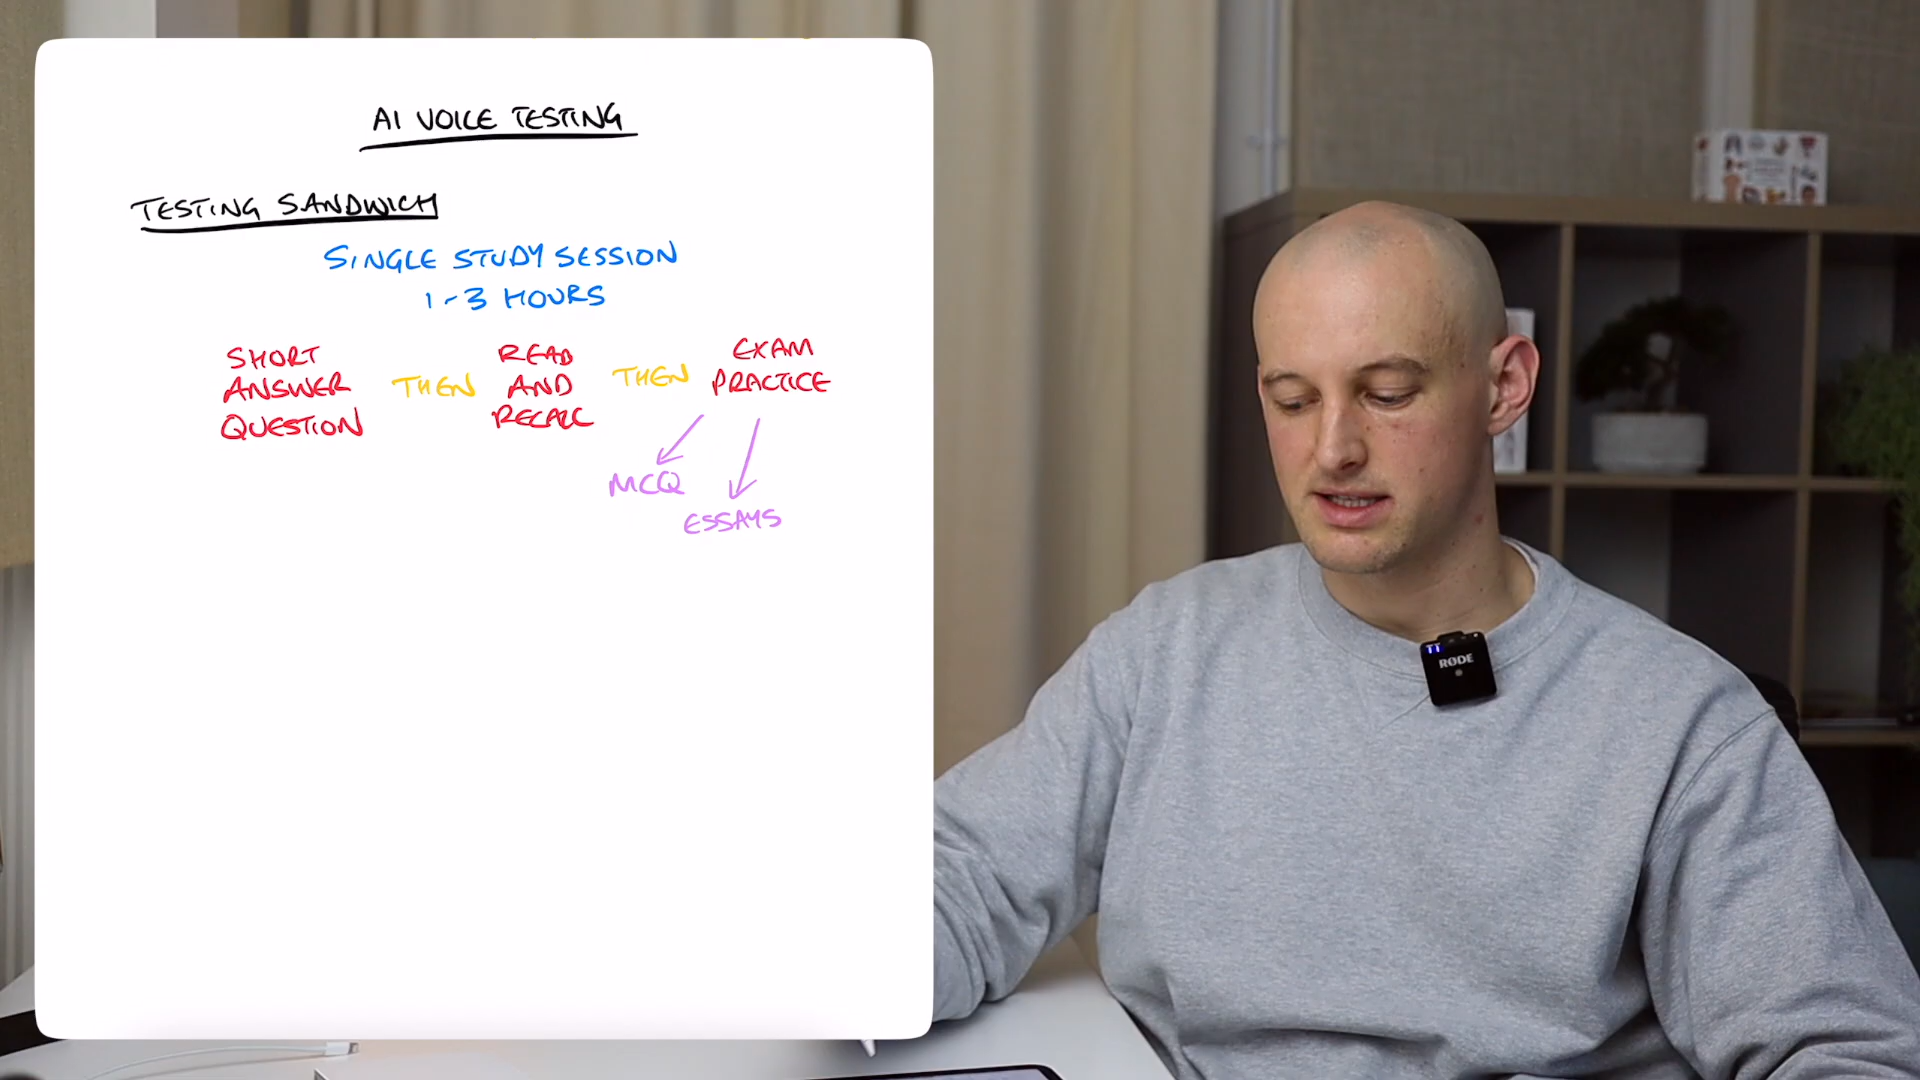 AI VOICE TESTING
TESTING SANDWICH
SINGLE STUDY SESSION
1-3 HOURS
SHORT
ANSWER
QUESTION
THEN
READ
AND
RECALL
THEN
EXAM
PRACTICE
MCQ
ESSAYS
RØDE